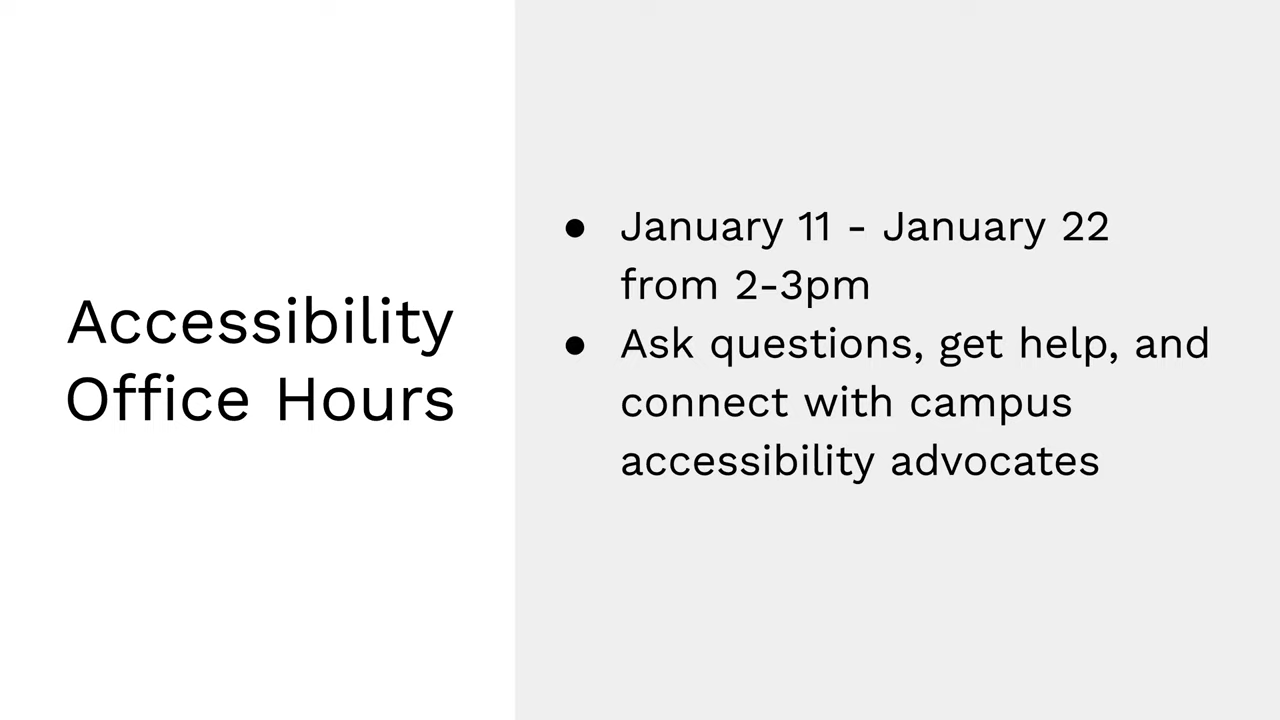 Accessibility
Office Hours
● January 11 - January 22
from 2-3pm
● Ask questions, get help, and
connect with campus
accessibility advocates